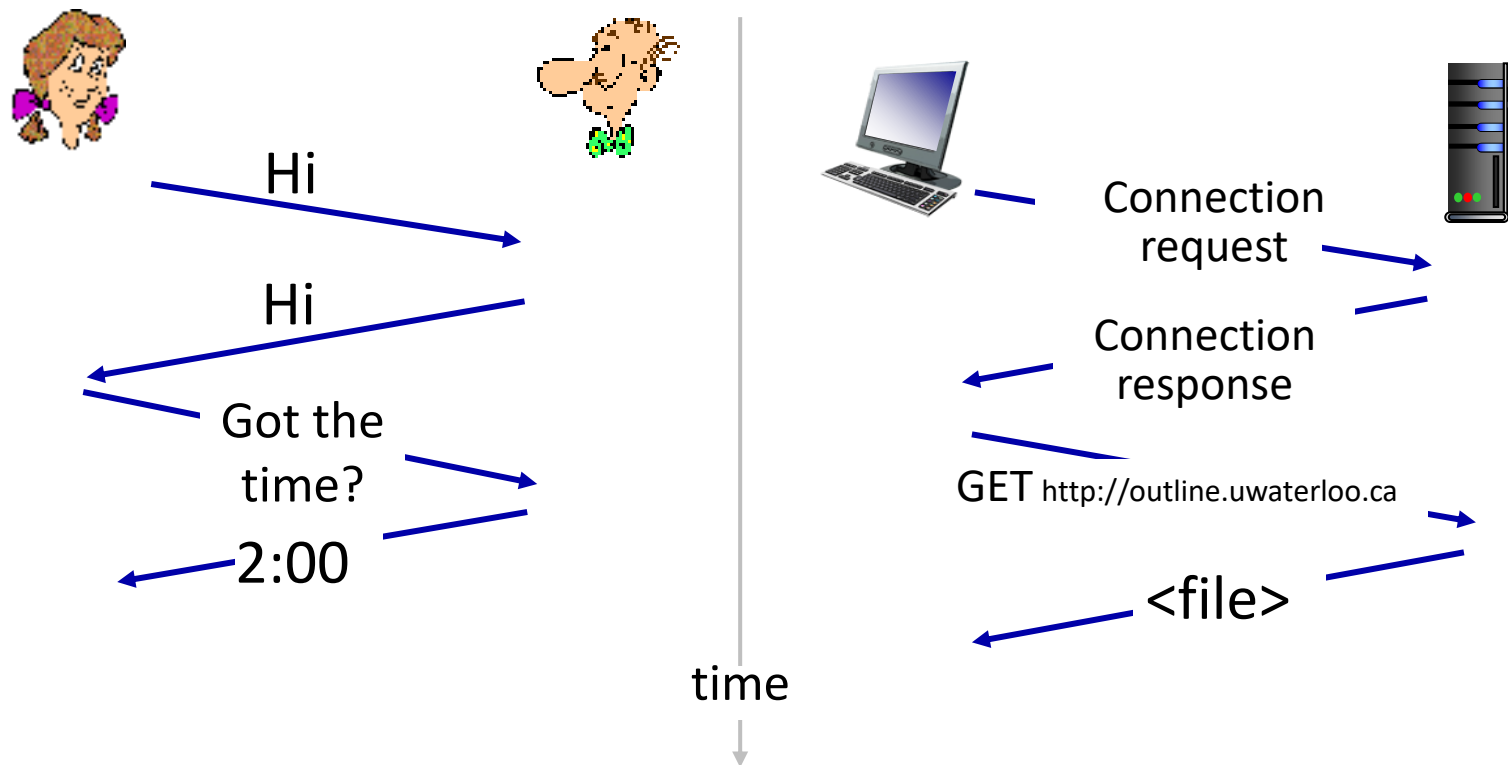 Hi
Hi
Got the
time?
2:00
Connection
request
Connection
response
GET http://outline.uwaterloo.ca
<file>
time